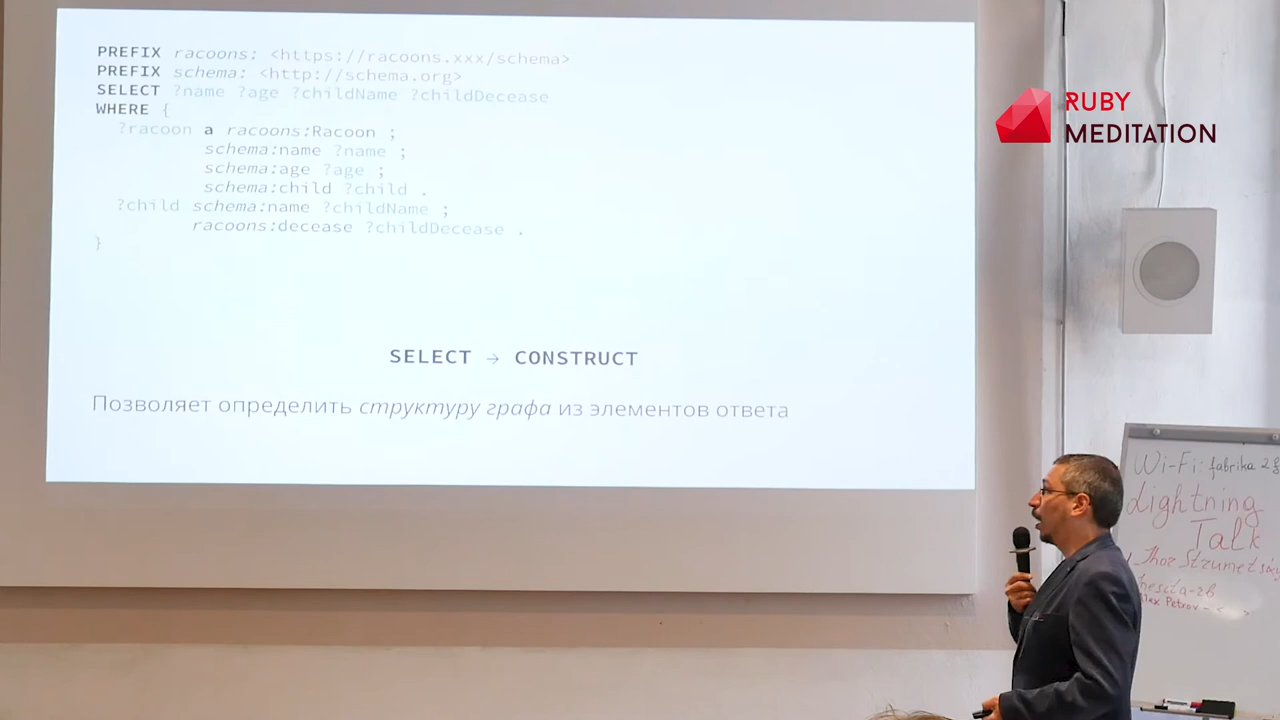 PREFIX racoons: <https://racoons.xxx/schema>
PREFIX schema: <http://schema.org>
SELECT ?name ?age ?childName ?childDecease
WHERE {
?racoon a racoons:Racoon ;
schema:name ?name ;
schema:age ?age ;
schema:child ?child .
?child schema:name ?childName ;
racoons:decease ?childDecease .
}
SELECT → CONSTRUCT
Позволяет определить структуру графа из элементов ответа
RUBY
MEDITATION
Wi-Fi: fabrika 2
Lightning
Talk
Petrov